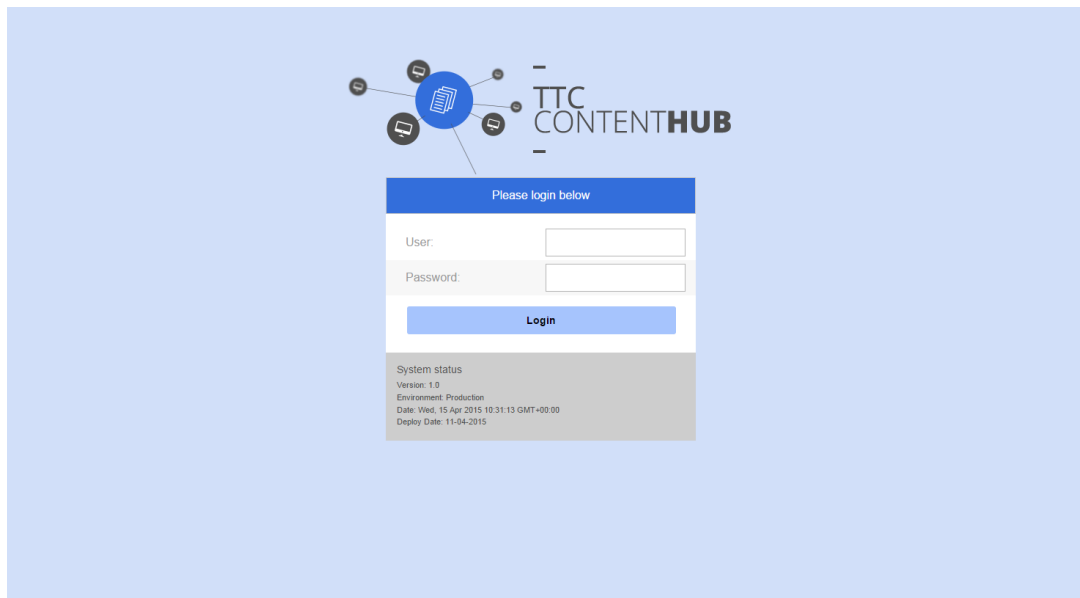 TTC
CONTENTHUB
Please login below
User:
Password:
Login
System status
Version: 1.0
Environment: Production
Date: Wed, 15 Apr 2015 10:31:13 GMT+00:00
Deploy Date: 11-04-2015